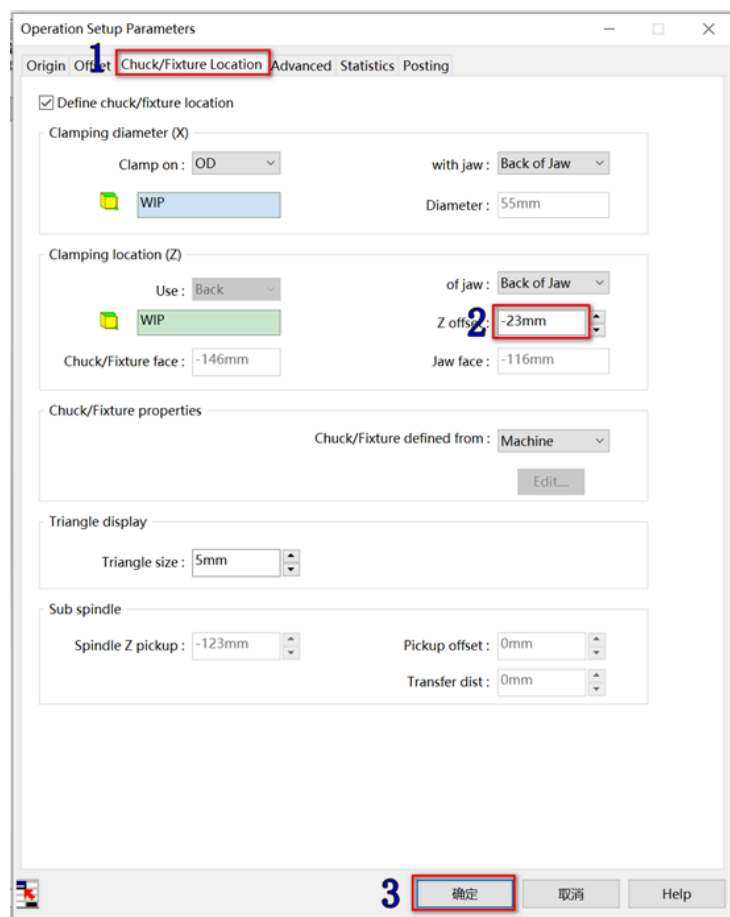 Operation Setup Parameters
1
Origin Offset Chuck/Fixture Location Advanced Statistics Posting
Define chuck/fixture location
Clamping diameter (X)
Clamp on : OD with jaw : Back of Jaw
WIP Diameter : 55mm
Clamping location (Z)
Use : Back of jaw : Back of Jaw
WIP Z offset : 2 -23mm
Chuck/Fixture face : -146mm Jaw face : -116mm
Chuck/Fixture properties
Chuck/Fixture defined from : Machine
Edit...
Triangle display
Triangle size : 5mm
Sub spindle
Spindle Z pickup : -123mm Pickup offset : 0mm
Transfer dist : 0mm
3 确定 取消 Help